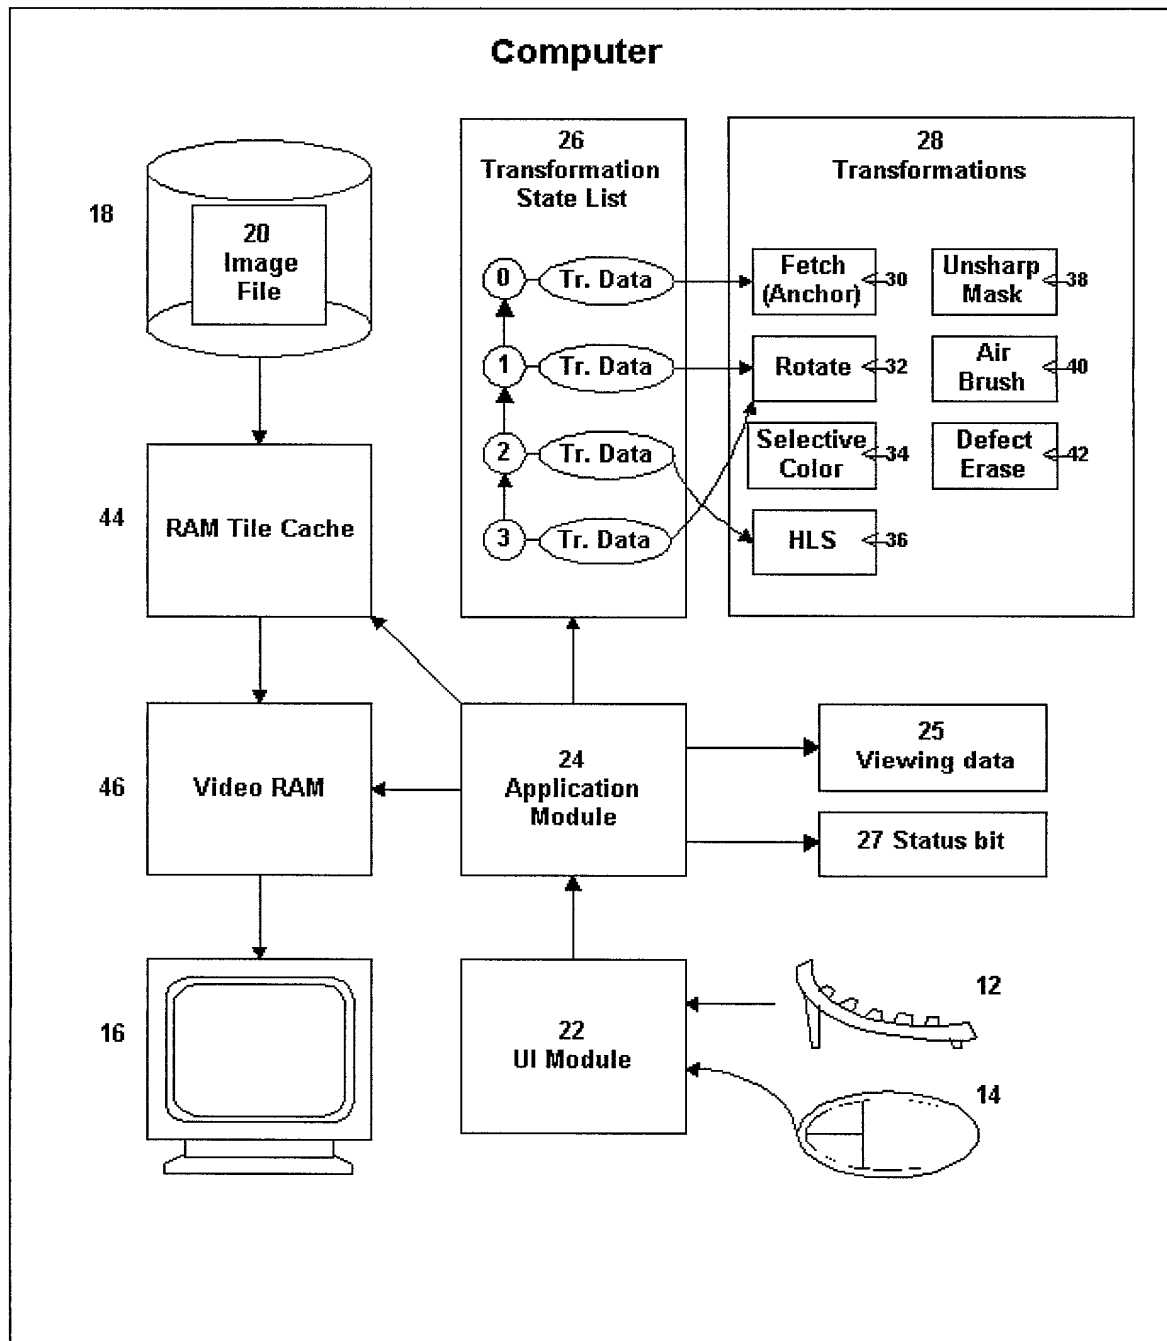 Computer
18
20
Image
File
26
Transformation
State List
0
Tr. Data
1
Tr. Data
2
Tr. Data
3
Tr. Data
28
Transformations
Fetch
(Anchor)
30
Unsharp
Mask
38
Rotate
32
Air
Brush
40
Selective
Color
34
Defect
Erase
42
HLS
36
44
RAM Tile Cache
46
Video RAM
24
Application
Module
25
Viewing data
27 Status bit
16
22
UI Module
12
14